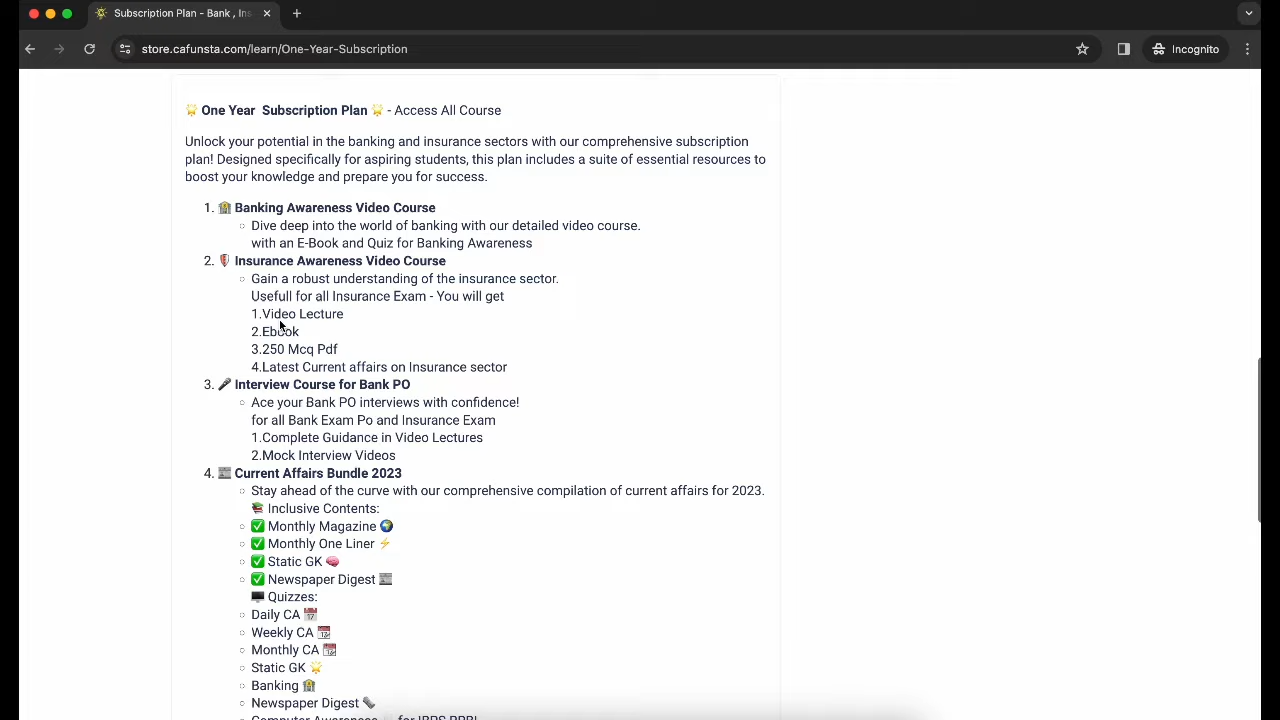 Subscription Plan - Bank , Ins
store.cafunsta.com/learn/One-Year-Subscription
Incognito
One Year Subscription Plan - Access All Course
Unlock your potential in the banking and insurance sectors with our comprehensive subscription
plan! Designed specifically for aspiring students, this plan includes a suite of essential resources to
boost your knowledge and prepare you for success.
1. Banking Awareness Video Course
Dive deep into the world of banking with our detailed video course.
with an E-Book and Quiz for Banking Awareness
2. Insurance Awareness Video Course
Gain a robust understanding of the insurance sector.
Usefull for all Insurance Exam - You will get
1.Video Lecture
2.Ebook
3.250 Mcq Pdf
4.Latest Current affairs on Insurance sector
3. Interview Course for Bank PO
Ace your Bank PO interviews with confidence!
for all Bank Exam Po and Insurance Exam
1.Complete Guidance in Video Lectures
2.Mock Interview Videos
4. Current Affairs Bundle 2023
Stay ahead of the curve with our comprehensive compilation of current affairs for 2023.
Inclusive Contents:
Monthly Magazine
Monthly One Liner
Static GK
Newspaper Digest
Quizzes:
Daily CA
Weekly CA
Monthly CA
Static GK
Banking
Newspaper Digest
Computer Awareness for IBPS RRB!